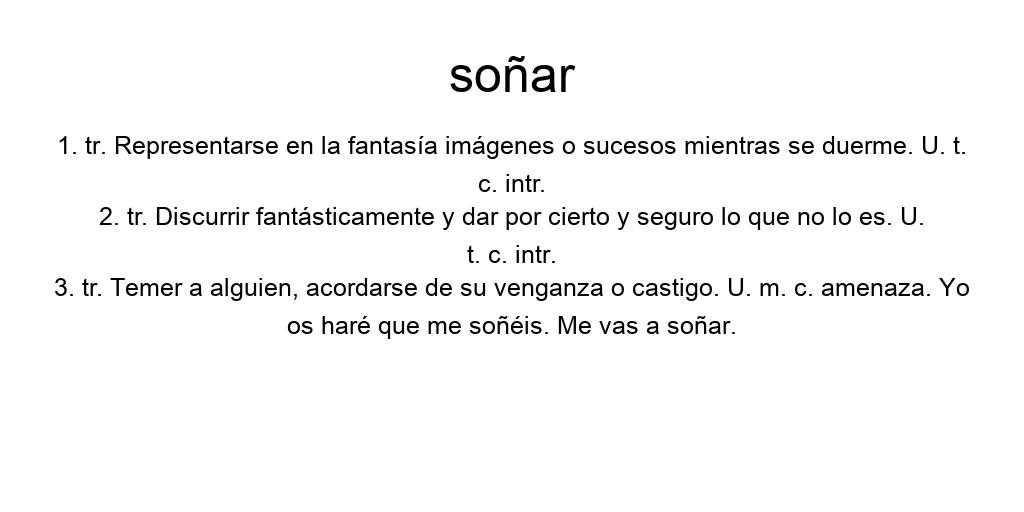 soñar
1. tr. Representarse en la fantasía imágenes o sucesos mientras se duerme. U. t.
c. intr.
2. tr. Discurrir fantásticamente y dar por cierto y seguro lo que no lo es. U.
t. c. intr.
3. tr. Temer a alguien, acordarse de su venganza o castigo. U. m. c. amenaza. Yo
os haré que me soñéis. Me vas a soñar.